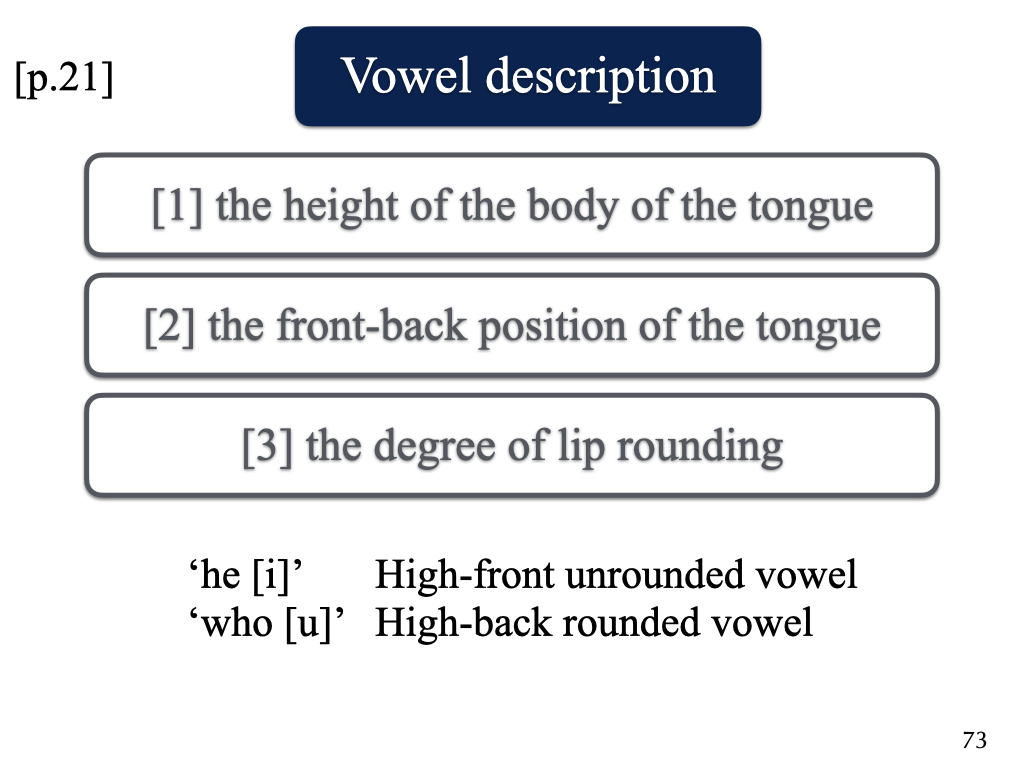 [p.21]
Vowel description
[1] the height of the body of the tongue
[2] the front-back position of the tongue
[3] the degree of lip rounding
‘he [i]’ High-front unrounded vowel
‘who [u]’ High-back rounded vowel
73